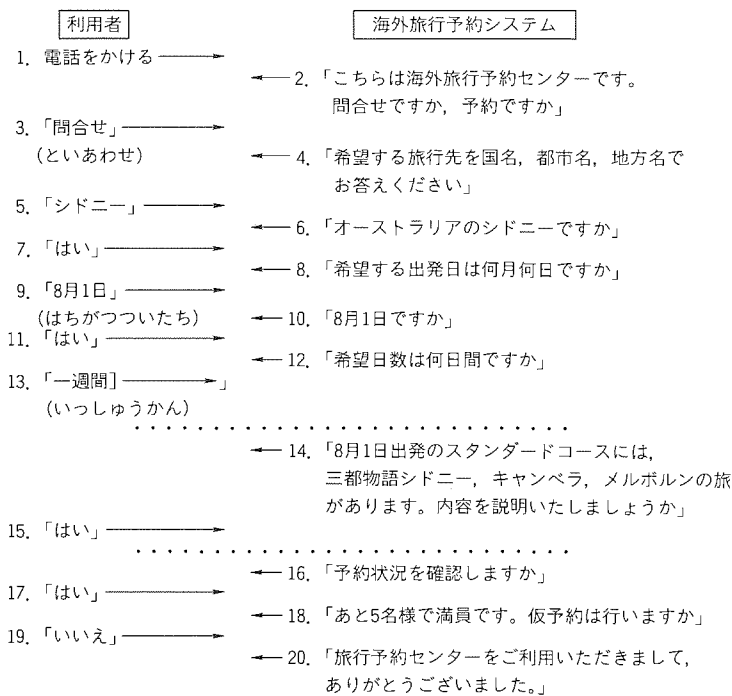 利用者　海外旅行予約システム
1. 電話をかける
2.「こちらは海外旅行予約センターです。
問合せですか，予約ですか」
3.「問合せ」
(といあわせ)
4.「希望する旅行先を国名，都市名，地方名で
お答えください」
5.「シドニー」
6.「オーストラリアのシドニーですか」
7.「はい」
8.「希望する出発日は何月何日ですか」
9.「8月1日」
(はちがつついたち)
10.「8月1日ですか」
11.「はい」
12.「希望日数は何日間ですか」
13.「一週間］」
(いっしゅうかん)
14.「8月1日出発のスタンダードコースには，
三都物語シドニー，キャンベラ，メルボルンの旅
があります。内容を説明いたしましょうか」
15.「はい」
16.「予約状況を確認しますか」
17.「はい」
18.「あと5名様で満員です。仮予約は行いますか」
19.「いいえ」
20.「旅行予約センターをご利用いただきまして，
ありがとうございました。」